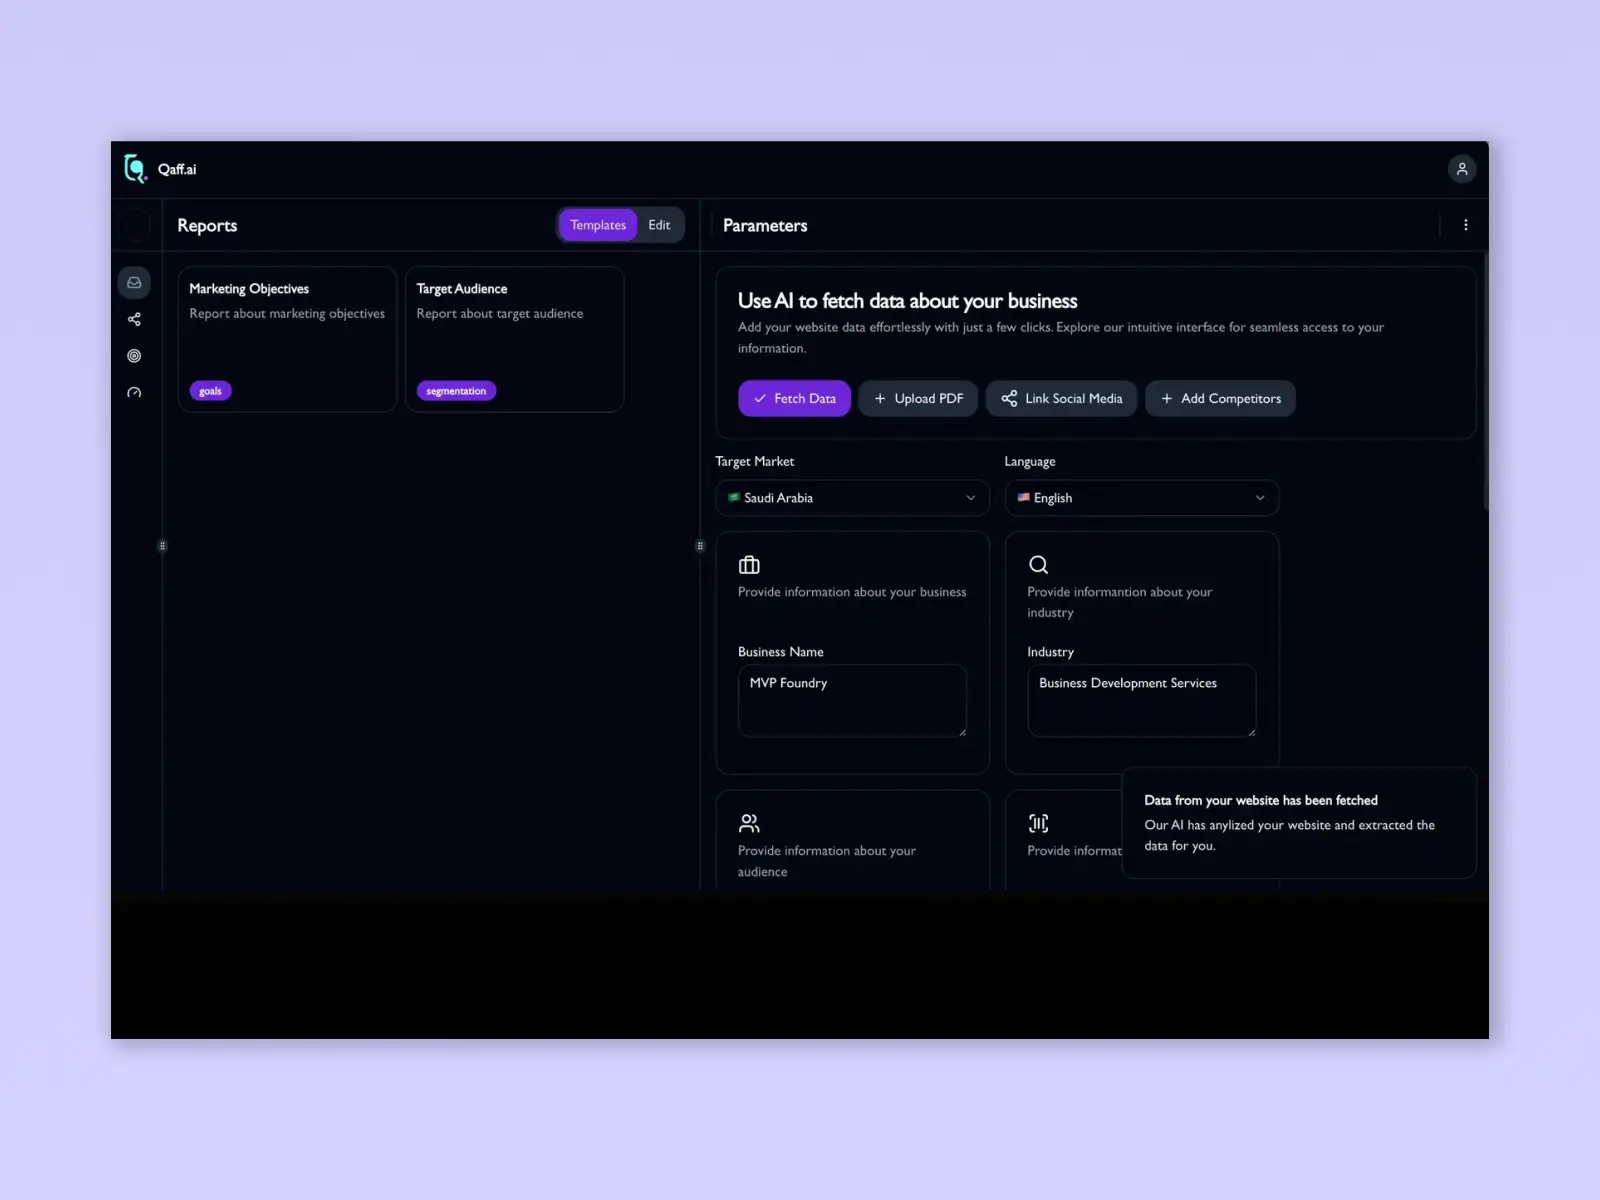 Qaff.ai
Reports
Templates
Edit
Marketing Objectives
Report about marketing objectives
goals
Target Audience
Report about target audience
segmentation
Parameters
Use AI to fetch data about your business
Add your website data effortlessly with just a few clicks. Explore our intuitive interface for seamless access to your
information.
Fetch Data
Upload PDF
Link Social Media
Add Competitors
Target Market
Saudi Arabia
Language
English
Provide information about your business
Business Name
MVP Foundry
Provide informantion about your
industry
Industry
Business Development Services
Provide information about your
audience
Provide informat
Data from your website has been fetched
Our AI has anylized your website and extracted the
data for you.